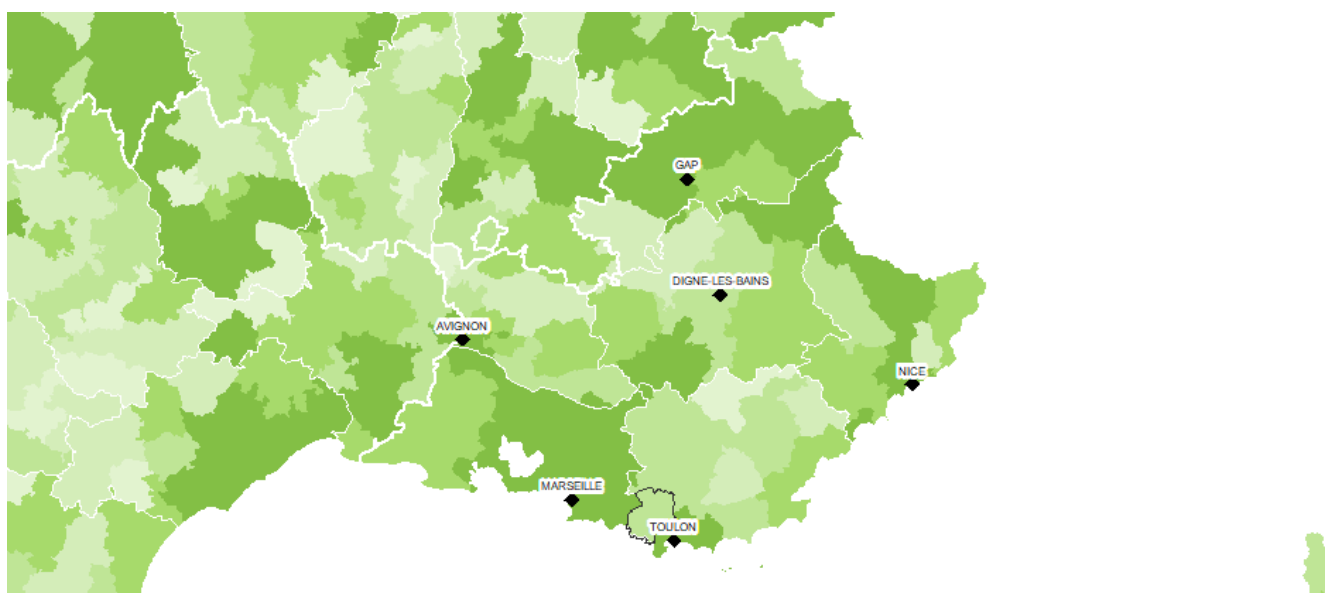 GAP
DIGNE-LES-BAINS
AVIGNON
NICE
MARSEILLE
TOULON